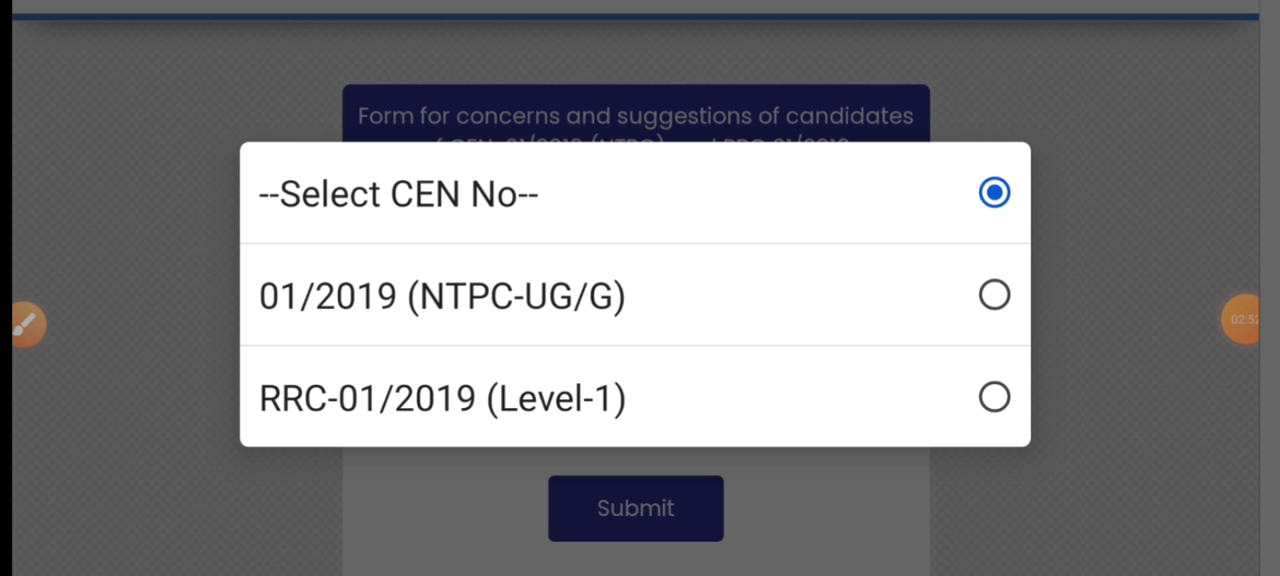 Form for concerns and suggestions of candidates
--Select CEN No--
01/2019 (NTPC-UG/G)
RRC-01/2019 (Level-1)
Submit